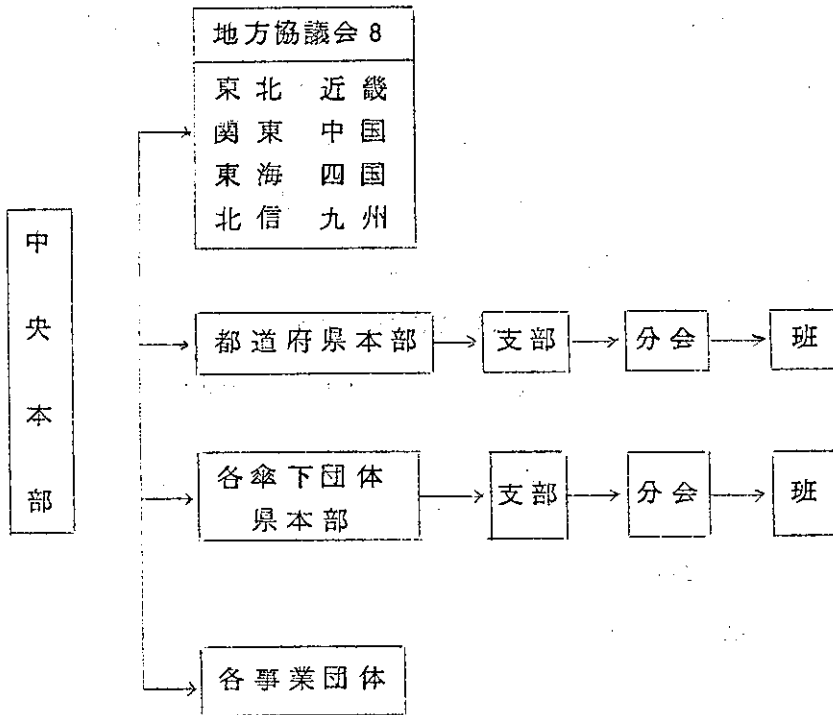 地方協議会 8
東北 近畿
関東 中国
東海 四国
北信 九州
中央本部
都道府県本部
支部
分会
班
各傘下団体
県本部
支部
分会
班
各事業団体